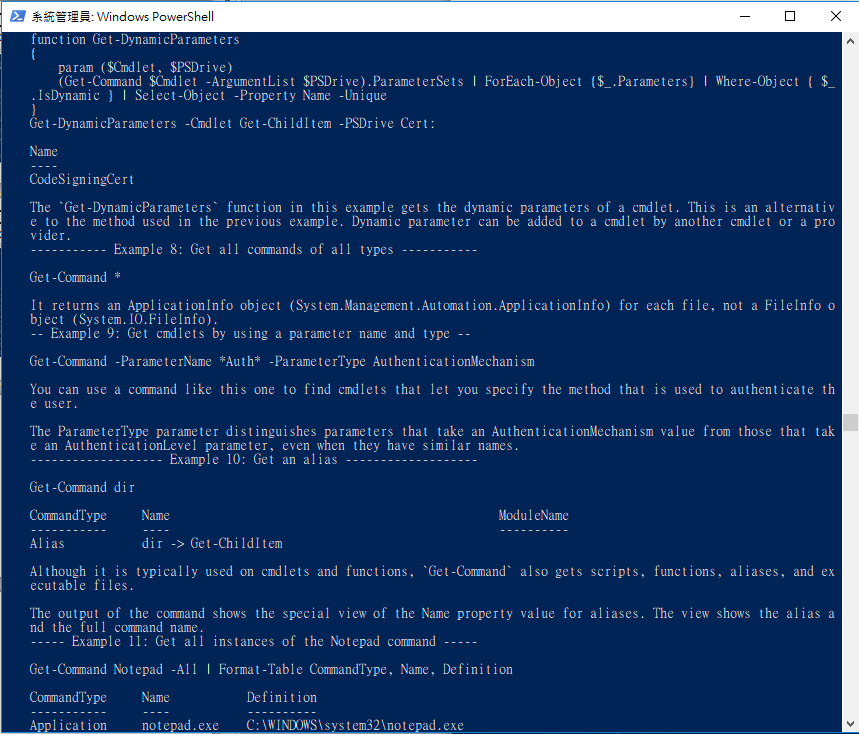 系統管理員: Windows PowerShell
function Get-DynamicParameters
{
    param ($Cmdlet, $PSDrive)
    (Get-Command $Cmdlet -ArgumentList $PSDrive).ParameterSets | ForEach-Object {$_.Parameters} | Where-Object { $_
.IsDynamic } | Select-Object -Property Name -Unique
}
Get-DynamicParameters -Cmdlet Get-ChildItem -PSDrive Cert:

Name
----
CodeSigningCert

The `Get-DynamicParameters` function in this example gets the dynamic parameters of a cmdlet. This is an alternativ
e to the method used in the previous example. Dynamic parameter can be added to a cmdlet by another cmdlet or a pro
vider.
----------- Example 8: Get all commands of all types -----------

Get-Command *

It returns an ApplicationInfo object (System.Management.Automation.ApplicationInfo) for each file, not a FileInfo o
bject (System.IO.FileInfo).
-- Example 9: Get cmdlets by using a parameter name and type --

Get-Command -ParameterName *Auth* -ParameterType AuthenticationMechanism

You can use a command like this one to find cmdlets that let you specify the method that is used to authenticate th
e user.

The ParameterType parameter distinguishes parameters that take an AuthenticationMechanism value from those that tak
e an AuthenticationLevel parameter, even when they have similar names.
------------------- Example 10: Get an alias -------------------

Get-Command dir

CommandType     Name                                               ModuleName
-----------     ----                                               ----------
Alias           dir -> Get-ChildItem

Although it is typically used on cmdlets and functions, `Get-Command` also gets scripts, functions, aliases, and ex
ecutable files.

The output of the command shows the special view of the Name property value for aliases. The view shows the alias a
nd the full command name.
----- Example 11: Get all instances of the Notepad command -----

Get-Command Notepad -All | Format-Table CommandType, Name, Definition

CommandType     Name           Definition
-----------     ----           ----------
Application     notepad.exe    C:\WINDOWS\system32\notepad.exe